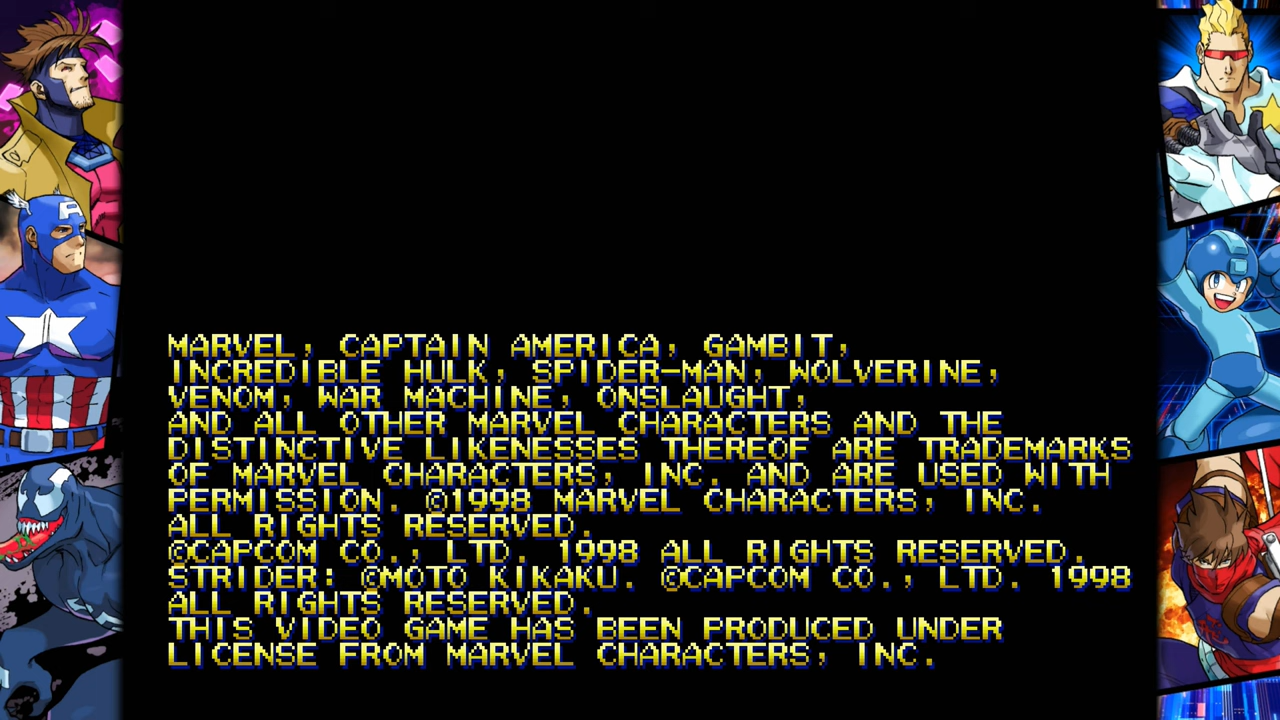 MARVEL, CAPTAIN AMERICA, GAMBIT,
INCREDIBLE HULK, SPIDER-MAN, WOLVERINE,
VENOM, WAR MACHINE, ONSLAUGHT,
AND ALL OTHER MARVEL CHARACTERS AND THE
DISTINCTIVE LIKENESSES THEREOF ARE TRADEMARKS
OF MARVEL CHARACTERS, INC. AND ARE USED WITH
PERMISSION. ©1998 MARVEL CHARACTERS, INC.
ALL RIGHTS RESERVED.
©CAPCOM CO., LTD. 1998 ALL RIGHTS RESERVED.
STRIDER: ©MOTO KIKAKU. ©CAPCOM CO., LTD. 1998
ALL RIGHTS RESERVED.
THIS VIDEO GAME HAS BEEN PRODUCED UNDER
LICENSE FROM MARVEL CHARACTERS, INC.